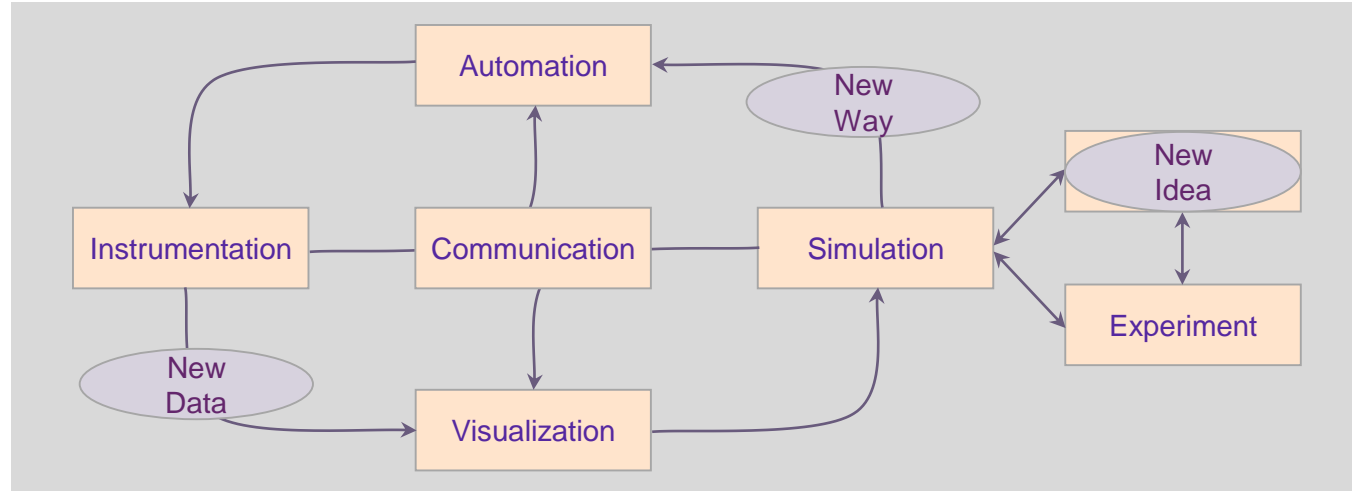 Automation
New
Way
New
Idea
Instrumentation
Communication
Simulation
Experiment
New
Data
Visualization